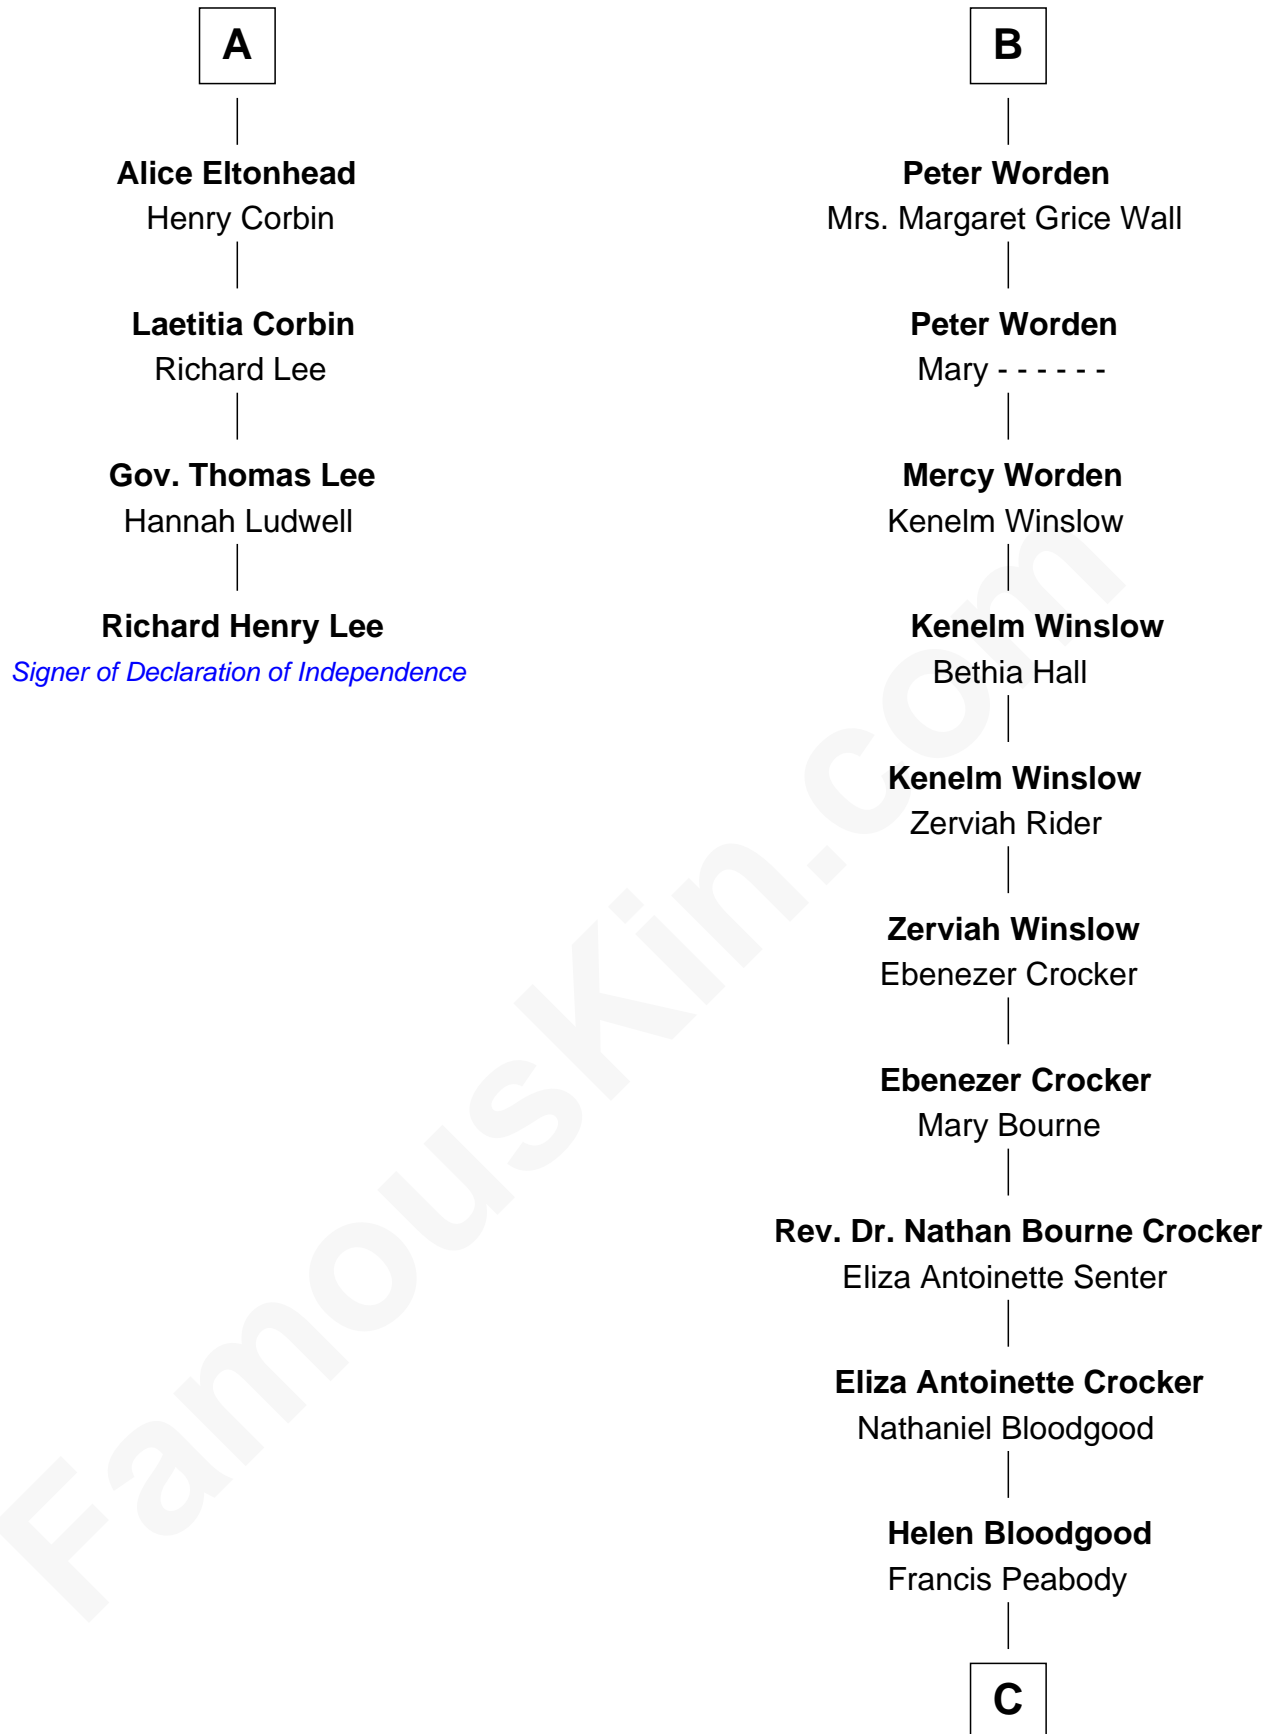 A
Alice Eltonhead
Henry Corbin
Laetitia Corbin
Richard Lee
Gov. Thomas Lee
Hannah Ludwell
Richard Henry Lee
Signer of Declaration of Independence
B
Peter Worden
Mrs. Margaret Grice Wall
Peter Worden
Mary - - - - - -
Mercy Worden
Kenelm Winslow
Kenelm Winslow
Bethia Hall
Kenelm Winslow
Zerviah Rider
Zerviah Winslow
Ebenezer Crocker
Ebenezer Crocker
Mary Bourne
Rev. Dr. Nathan Bourne Crocker
Eliza Antoinette Senter
Eliza Antoinette Crocker
Nathaniel Bloodgood
Helen Bloodgood
Francis Peabody
C
FamousKin.com